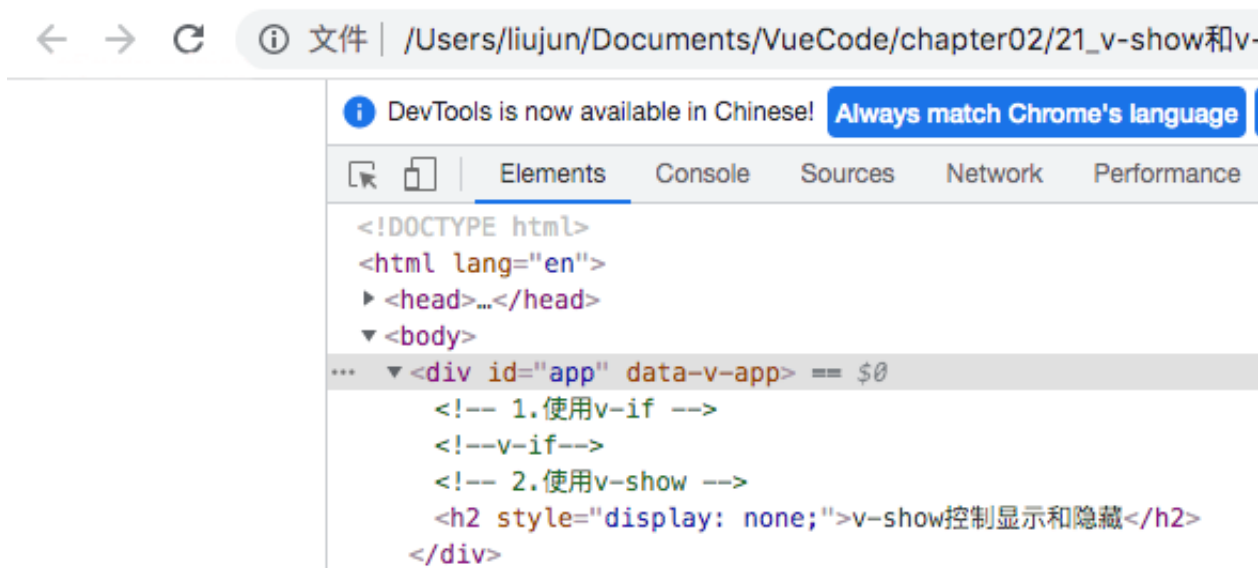 文件 /Users/liujun/Documents/VueCode/chapter02/21_v-show和v-
DevTools is now available in Chinese! Always match Chrome's language
Elements Console Sources Network Performance
<!DOCTYPE html>
<html lang="en">
<head>…</head>
<body>
<div id="app" data-v-app> == $0
<!-- 1.使用v-if -->
<!--v-if-->
<!-- 2.使用v-show -->
<h2 style="display: none;">v-show控制显示和隐藏</h2>
</div>